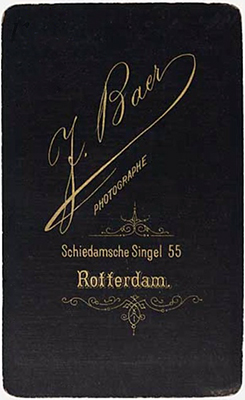 J. Baer
PHOTOGRAPHE
Schiedamsche Singel 55
Rotterdam.